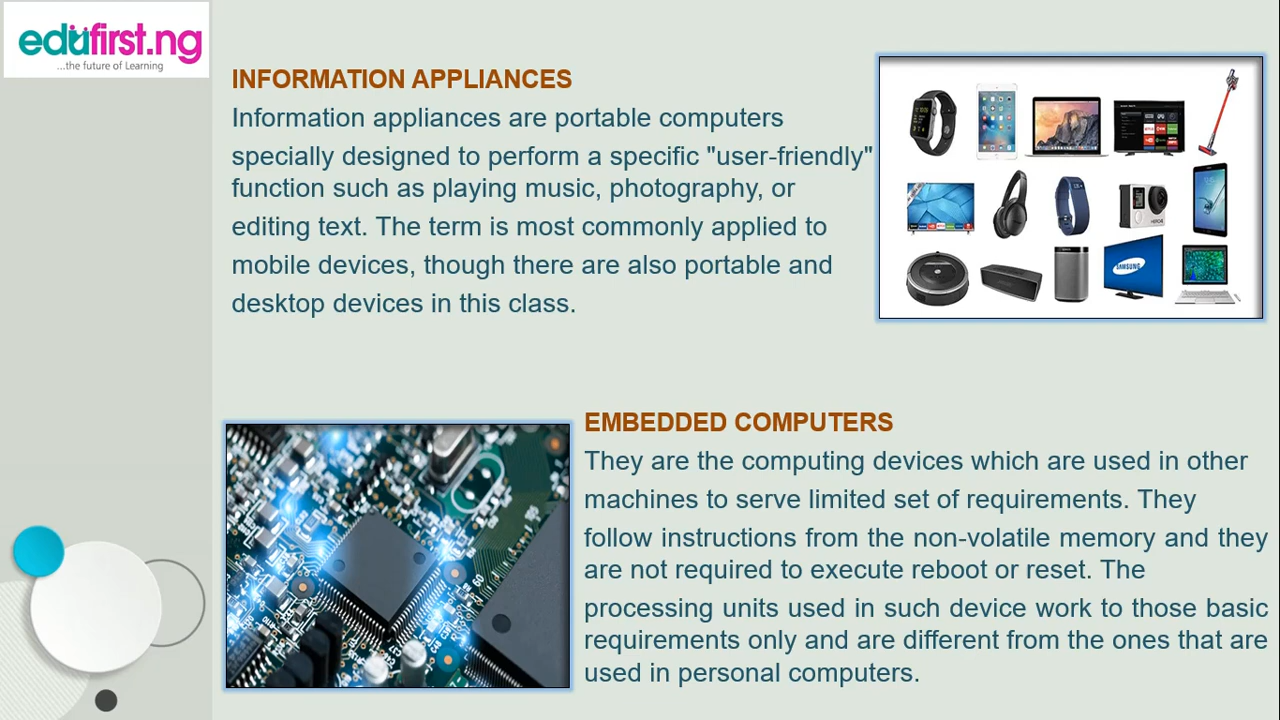 edufirst.ng
...the future of Learning
INFORMATION APPLIANCES
Information appliances are portable computers
specially designed to perform a specific "user-friendly"
function such as playing music, photography, or
editing text. The term is most commonly applied to
mobile devices, though there are also portable and
desktop devices in this class.
SAMSUNG
EMBEDDED COMPUTERS
They are the computing devices which are used in other
machines to serve limited set of requirements. They
follow instructions from the non-volatile memory and they
are not required to execute reboot or reset. The
processing units used in such device work to those basic
requirements only and are different from the ones that are
used in personal computers.